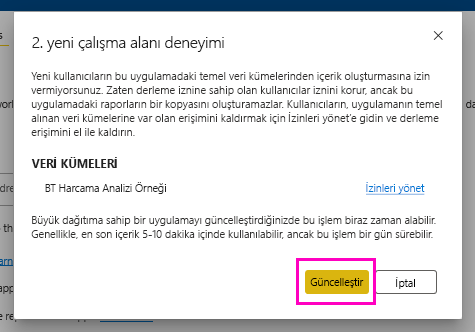 2. yeni çalışma alanı deneyimi
Yeni kullanıcıların bu uygulamadaki temel veri kümelerinden içerik oluşturmasına izin
vermiyorsunuz. Zaten derleme iznine sahip olan kullanıcılar iznini korur, ancak bu
uygulamadaki raporların bir kopyasını oluşturamazlar. Kullanıcıların, uygulamanın temel
alınan veri kümelerine var olan erişimini kaldırmak için İzinleri yönet'e gidin ve derleme
erişimini el ile kaldırın.
VERİ KÜMELERİ
BT Harcama Analizi Örneği İzinleri yönet
Büyük dağıtıma sahip bir uygulamayı güncelleştirdiğinizde bu işlem biraz zaman alabilir.
Genellikle, en son içerik 5-10 dakika içinde kullanılabilir, ancak bu işlem bir gün sürebilir.
Güncelleştir İptal